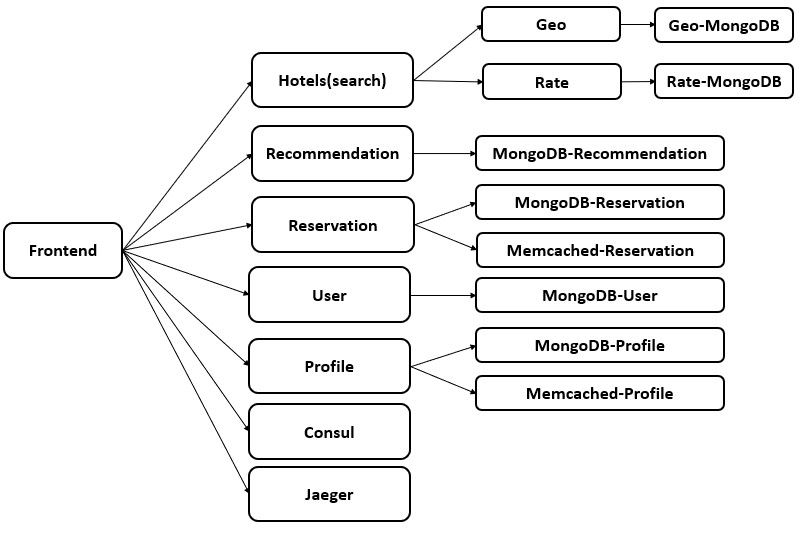 Geo
Geo-MongoDB
Hotels(search)
Rate
Rate-MongoDB
Recommendation
MongoDB-Recommendation
MongoDB-Reservation
Reservation
Memcached-Reservation
Frontend
User
MongoDB-User
MongoDB-Profile
Profile
Memcached-Profile
Consul
Jaeger